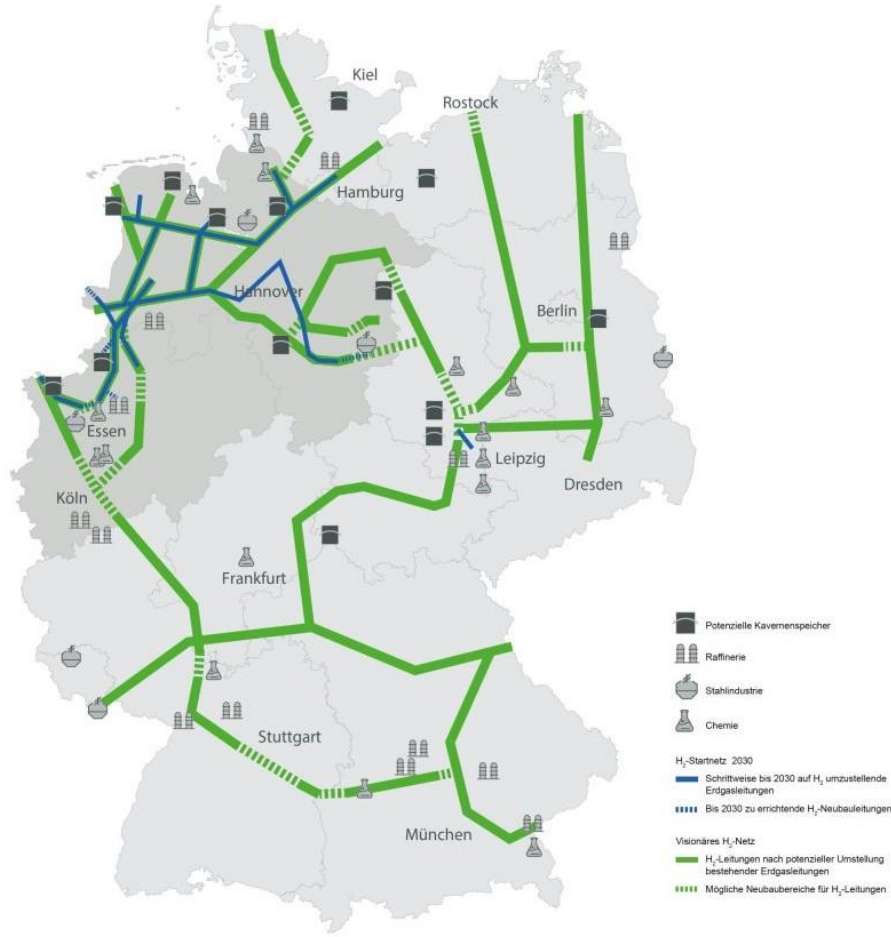 Kiel
Rostock
Hamburg
Hannover
Berlin
Essen
Leipzig
Dresden
Köln
Frankfurt
Stuttgart
München
Potenzielle Kavernenspeicher
Raffinerie
Stahlindustrie
Chemie
H₂-Startnetz 2030
Schrittweise bis 2030 auf H₂ umzustellende
Erdgasleitungen
Bis 2030 zu errichtende H₂-Neubauleitungen
Visionäres H₂-Netz
H₂-Leitungen nach potenzieller Umstellung
bestehender Erdgasleitungen
Mögliche Neubaubereiche für H₂-Leitungen